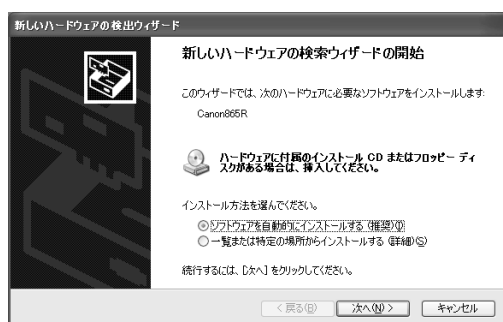 新しいハードウェアの検出ウィザード
新しいハードウェアの検索ウィザードの開始
このウィザードでは、次のハードウェアに必要なソフトウェアをインストールします:
Canon865R
ハードウェアに付属のインストール CD またはフロッピー ディ
スクがある場合は、挿入してください。
インストール方法を選んでください。
ソフトウェアを自動的にインストールする (推奨)(I)
一覧または特定の場所からインストールする (詳細)(S)
続行するには、[次へ] をクリックしてください。
< 戻る(B) 次へ(N) > キャンセル